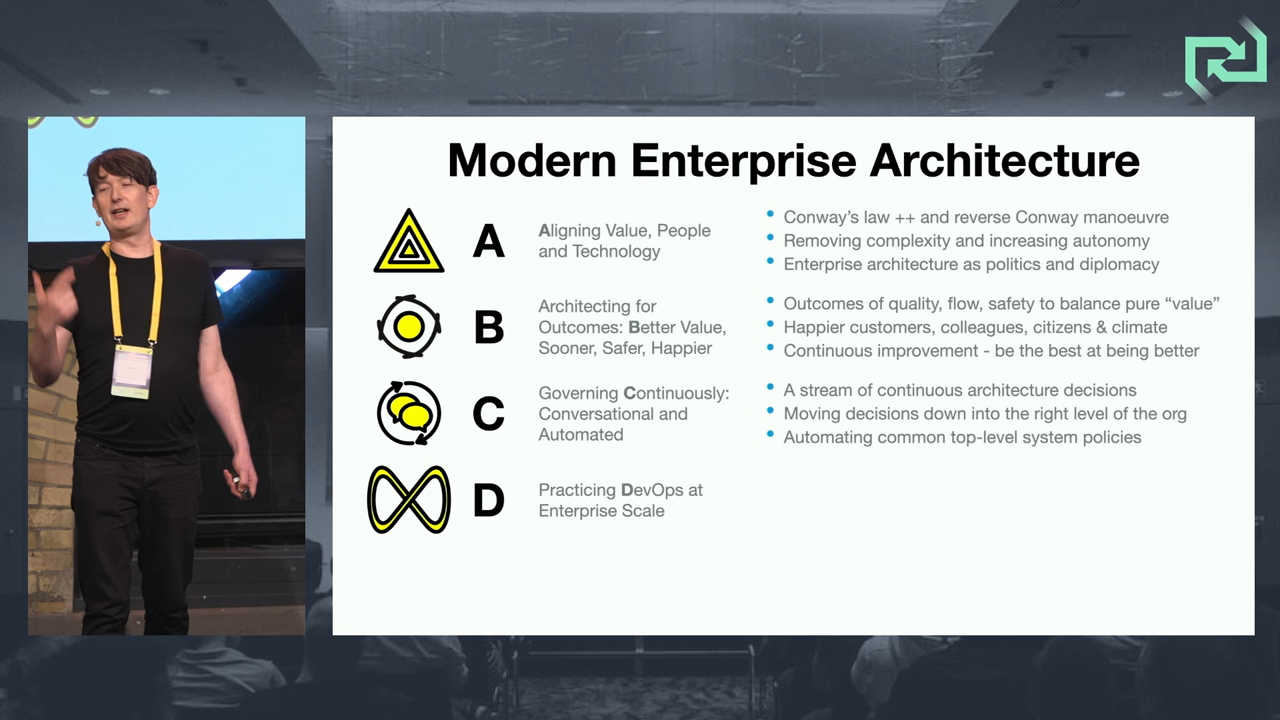 Modern Enterprise Architecture
A
Aligning Value, People
and Technology
• Conway's law ++ and reverse Conway manoeuvre
• Removing complexity and increasing autonomy
• Enterprise architecture as politics and diplomacy
B
Architecting for
Outcomes: Better Value,
Sooner, Safer, Happier
• Outcomes of quality, flow, safety to balance pure “value”
• Happier customers, colleagues, citizens & climate
• Continuous improvement - be the best at being better
C
Governing Continuously:
Conversational and
Automated
• A stream of continuous architecture decisions
• Moving decisions down into the right level of the org
• Automating common top-level system policies
D
Practicing DevOps at
Enterprise Scale